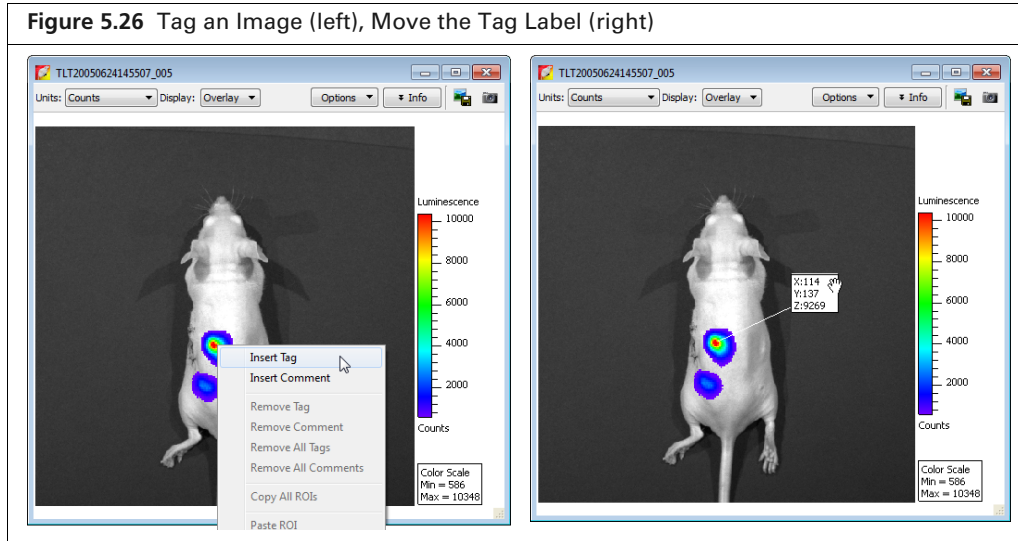 Figure 5.26 Tag an Image (left), Move the Tag Label (right)
TLT20050624145507_005
Units: Counts Display: Overlay Options Info
Luminescence
10000
8000
6000
4000
2000
Counts
Insert Tag
Insert Comment
Remove Tag
Remove Comment
Remove All Tags
Remove All Comments
Copy All ROIs
Paste ROI
Color Scale
Min = 586
Max = 10348
TLT20050624145507_005
Units: Counts Display: Overlay Options Info
Luminescence
10000
8000
6000
4000
2000
Counts
X:114
Y:137
Z:9269
Color Scale
Min = 586
Max = 10348